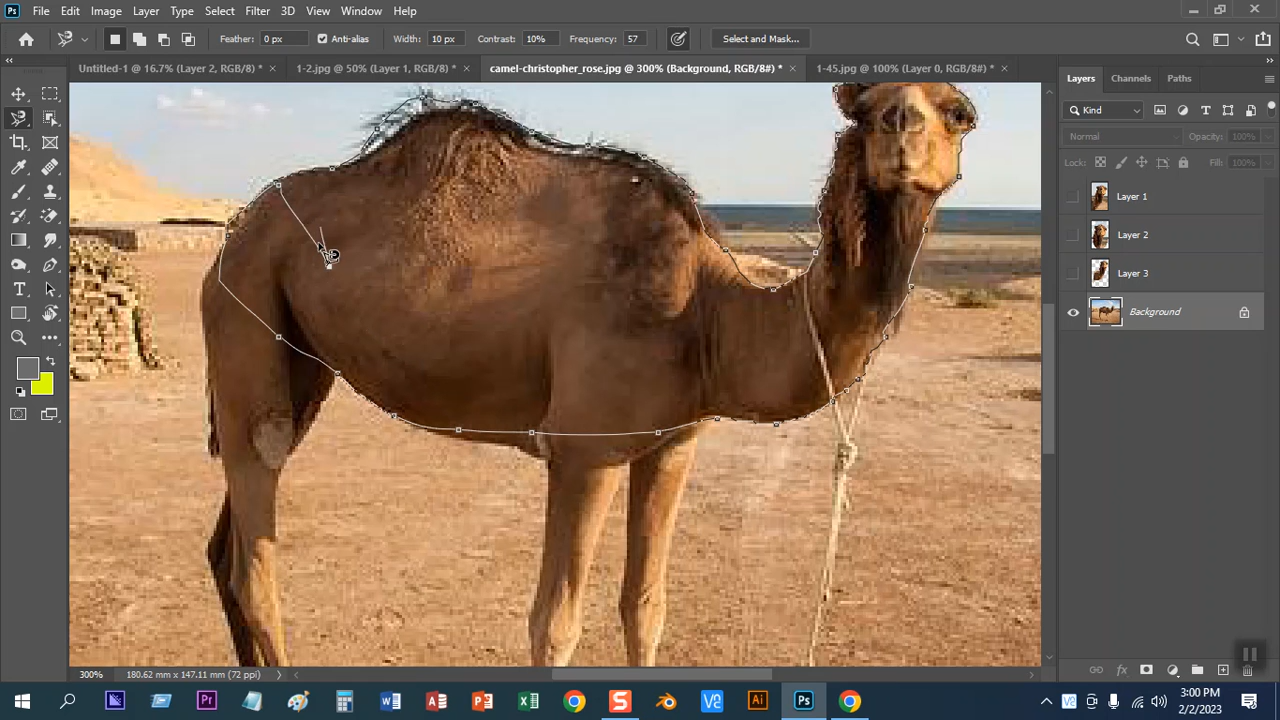 Ps File Edit Image Layer Type Select Filter 3D View Window Help
Feather: 0 px Anti-alias Width: 10 px Contrast: 10% Frequency: 57 Select and Mask...
Untitled-1 @ 16.7% (Layer 2, RGB/8) * × 1-2.jpg @ 50% (Layer 1, RGB/8) * × camel-christopher_rose.jpg @ 300% (Background, RGB/8#) * × 1-45.jpg @ 100% (Layer 0, RGB/8#) * ×
Layers Channels Paths
Kind
Normal Opacity: 100%
Lock: Fill: 100%
Layer 1
Layer 2
Layer 3
Background
300% 180.62 mm x 147.11 mm (72 ppi)
3:00 PM
2/2/2023